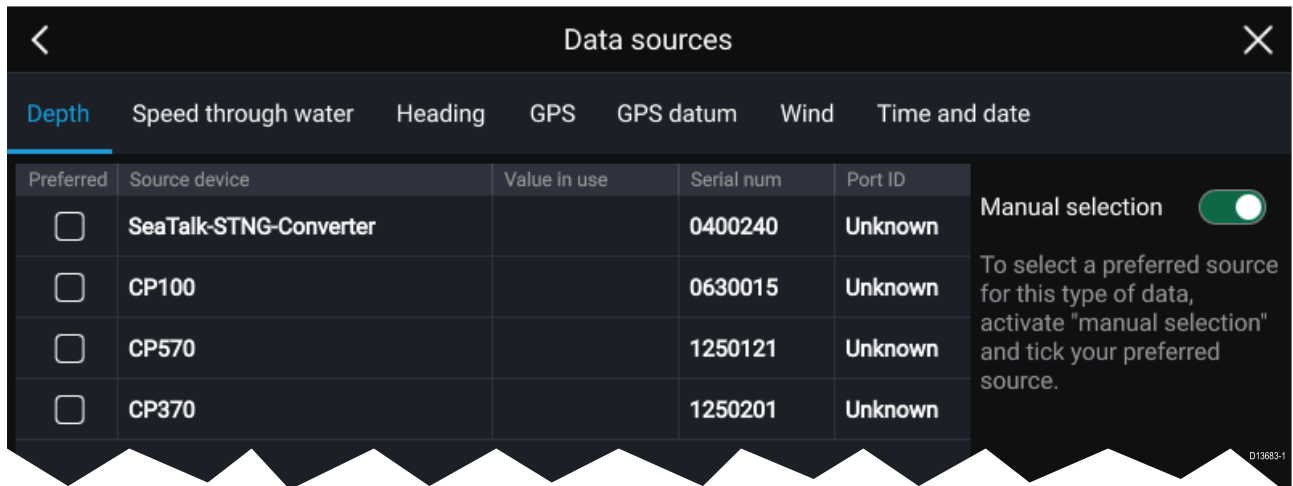 Data sources
Depth Speed through water Heading GPS GPS datum Wind Time and date
Preferred Source device Value in use Serial num Port ID
SeaTalk-STNG-Converter 0400240 Unknown
CP100 0630015 Unknown
CP570 1250121 Unknown
CP370 1250201 Unknown
Manual selection
To select a preferred source
for this type of data,
activate "manual selection"
and tick your preferred
source.
D13683-1